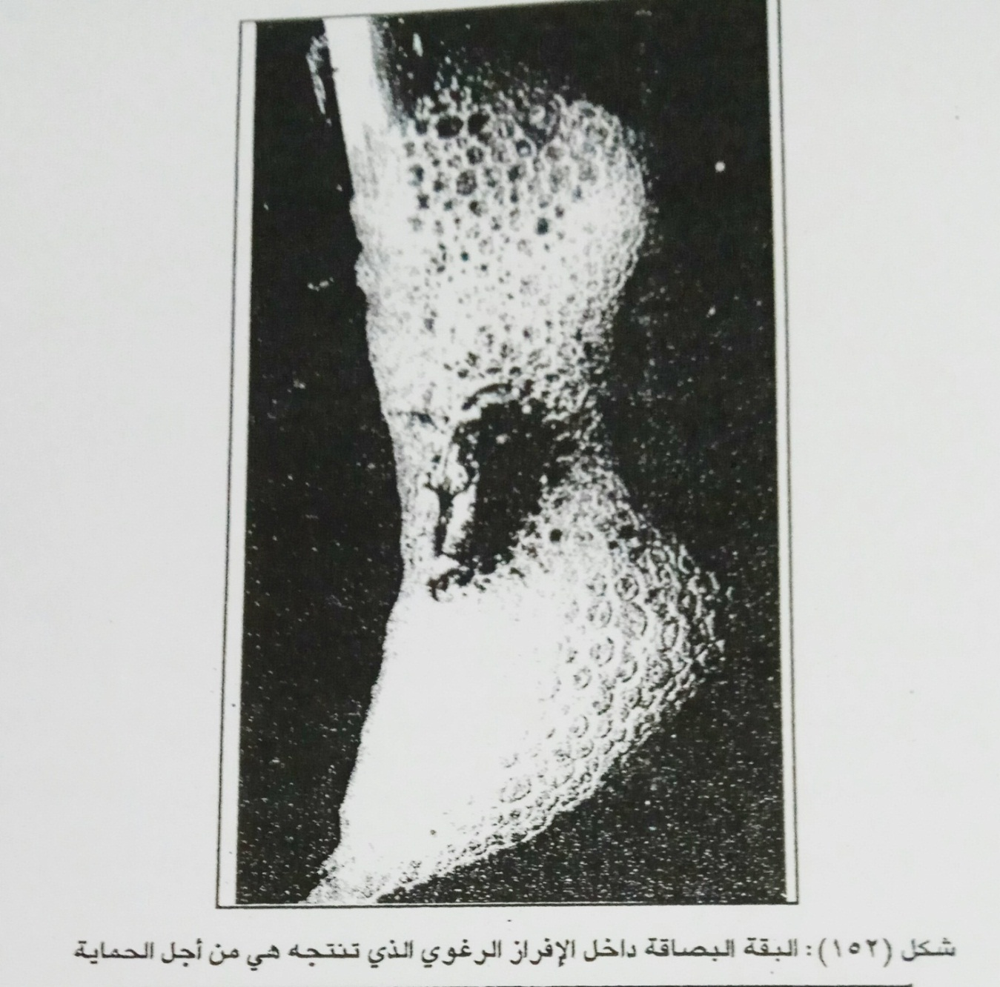 شكل (١٥٢): البقة البصاقة داخل الإفراز الرغوي الذي تنتجه هي من أجل الحماية